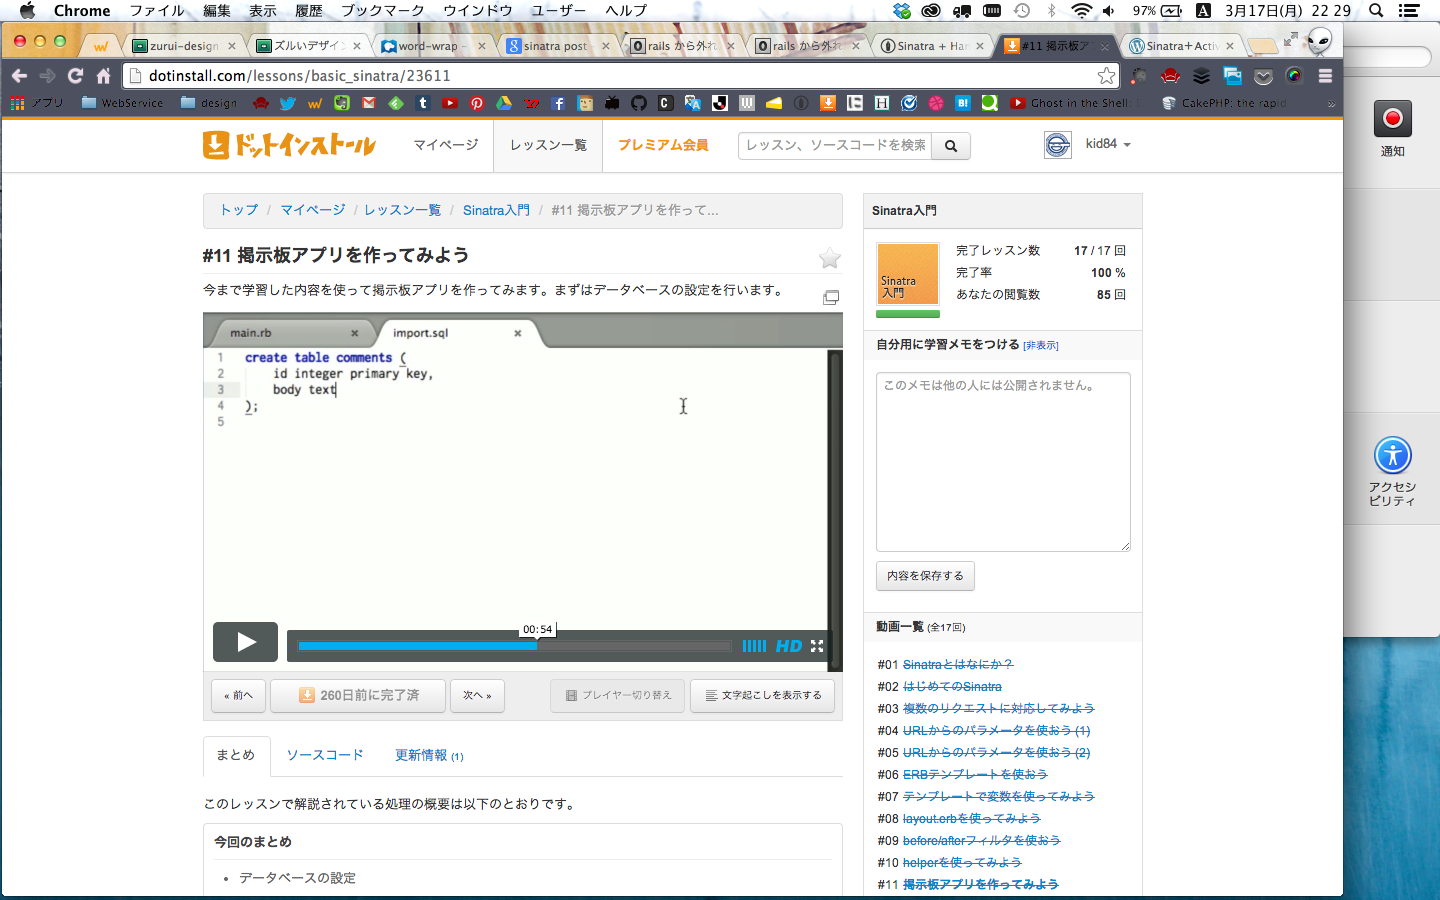 Chrome ファイル 編集 表示 履歴 ブックマーク ウインドウ ユーザー ヘルプ 97% A 3月17日(月) 22 29
zurui-design ズルいデザイン word-wrap - sinatra post - rails から外れ rails から外れ Sinatra + Ha #11 掲示板ア Sinatra+Activ
dotinstall.com/lessons/basic_sinatra/23611
アプリ WebService design Ghost in the Shell CakePHP: the rapid »
ドットインストール マイページ レッスン一覧 プレミアム会員 レッスン、ソースコードを検索 kid84
通知
アクセシ
ビリティ
トップ / マイページ / レッスン一覧 / Sinatra入門 / #11 掲示板アプリを作って...
#11 掲示板アプリを作ってみよう
今まで学習した内容を使って掲示板アプリを作ってみます。まずはデータベースの設定を行います。
main.rb × import.sql ×
1 create table comments (
2 id integer primary key,
3 body text
4 );
5
00:54
HD
« 前へ 260日前に完了済 次へ » プレイヤー切り替え 文字起こしを表示する
まとめ ソースコード 更新情報 (1)
このレッスンで解説されている処理の概要は以下のとおりです。
今回のまとめ
• データベースの設定
Sinatra入門
Sinatra
入門
完了レッスン数 17 / 17 回
完了率 100 %
あなたの閲覧数 85 回
自分用に学習メモをつける [非表示]
このメモは他の人には公開されません。
内容を保存する
動画一覧 (全17回)
#01 Sinatraとはなにか？
#02 はじめてのSinatra
#03 複数のリクエストに対応してみよう
#04 URLからのパラメータを使おう (1)
#05 URLからのパラメータを使おう (2)
#06 ERBテンプレートを使おう
#07 テンプレートで変数を使ってみよう
#08 layout.erbを使ってみよう
#09 before/afterフィルタを使おう
#10 helperを使ってみよう
#11 掲示板アプリを作ってみよう